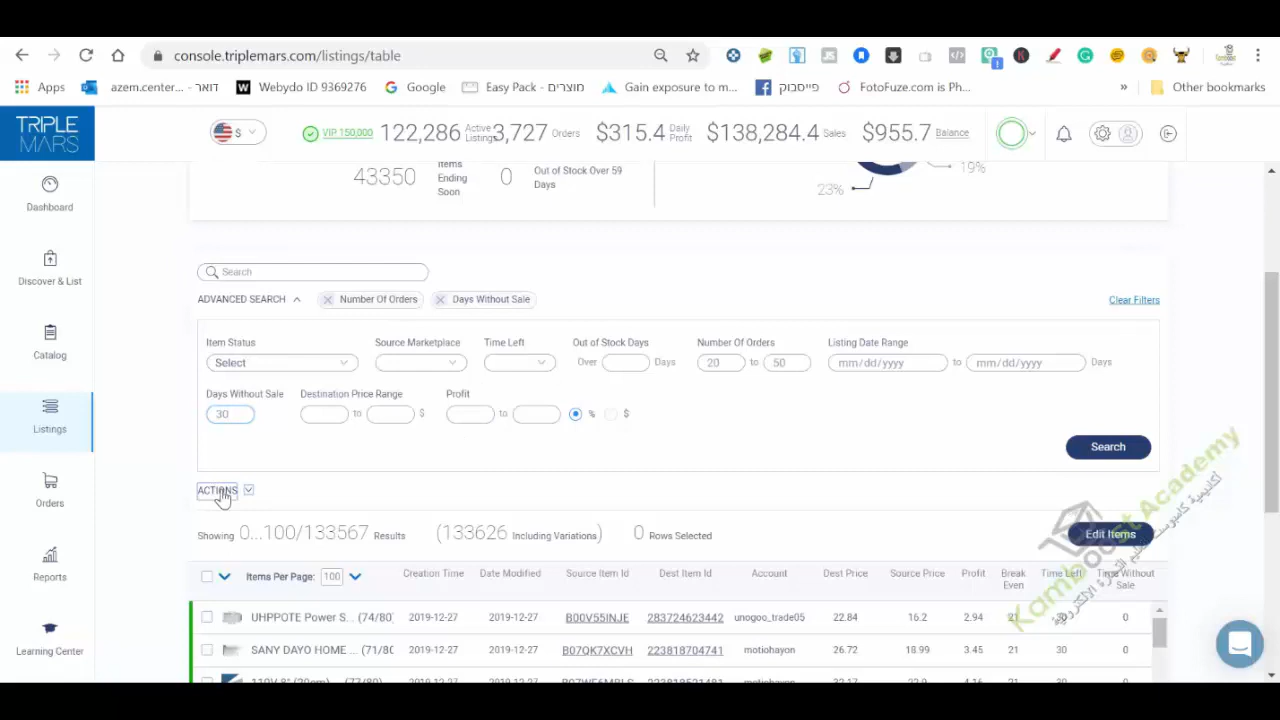 console.triplemars.com/listings/table
Apps
azem.center... - דואר
Webydo ID 9369276
Google
Easy Pack - מוצרים
Gain exposure to m...
פייסבוק
FotoFuze.com is Ph...
»
Other bookmarks
TRIPLE
MARS
$
VIP 150,000
122,286 Active Listings
3,727 Orders
$315.4 Daily Profit
$138,284.4 Sales
$955.7 Balance
Dashboard
Discover & List
Catalog
Listings
Orders
Reports
Learning Center
43350 Items Ending Soon
0 Out of Stock Over 59 Days
23%
19%
Search
ADVANCED SEARCH
Number Of Orders
Days Without Sale
Clear Filters
Item Status
Source Marketplace
Time Left
Out of Stock Days
Number Of Orders
Listing Date Range
Select
Over Days
20 to 50
mm/dd/yyyy to mm/dd/yyyy Days
Days Without Sale
Destination Price Range
Profit
30
to $
to % $
Search
ACTIONS
Showing 0...100/133567 Results (133626 Including Variations) 0 Rows Selected
Edit Items
Items Per Page: 100 Creation Time Date Modified Source Item Id Dest Item Id Account Dest Price Source Price Profit Break Even Time Left Time Without Sale
UHPPOTE Power S... (74/80) 2019-12-27 2019-12-27 B00V55INJE 283724623442 unogoo_trade05 22.84 16.2 2.94 21 30 0
SANY DAYO HOME ... (71/80 2019-12-27 2019-12-27 B07QK7XCVH 223818704741 motiohayon 26.72 18.99 3.45 21 30 0
KamboostAcademy
أكاديمية كامبوست لتعليم التجارة الإلكترونية